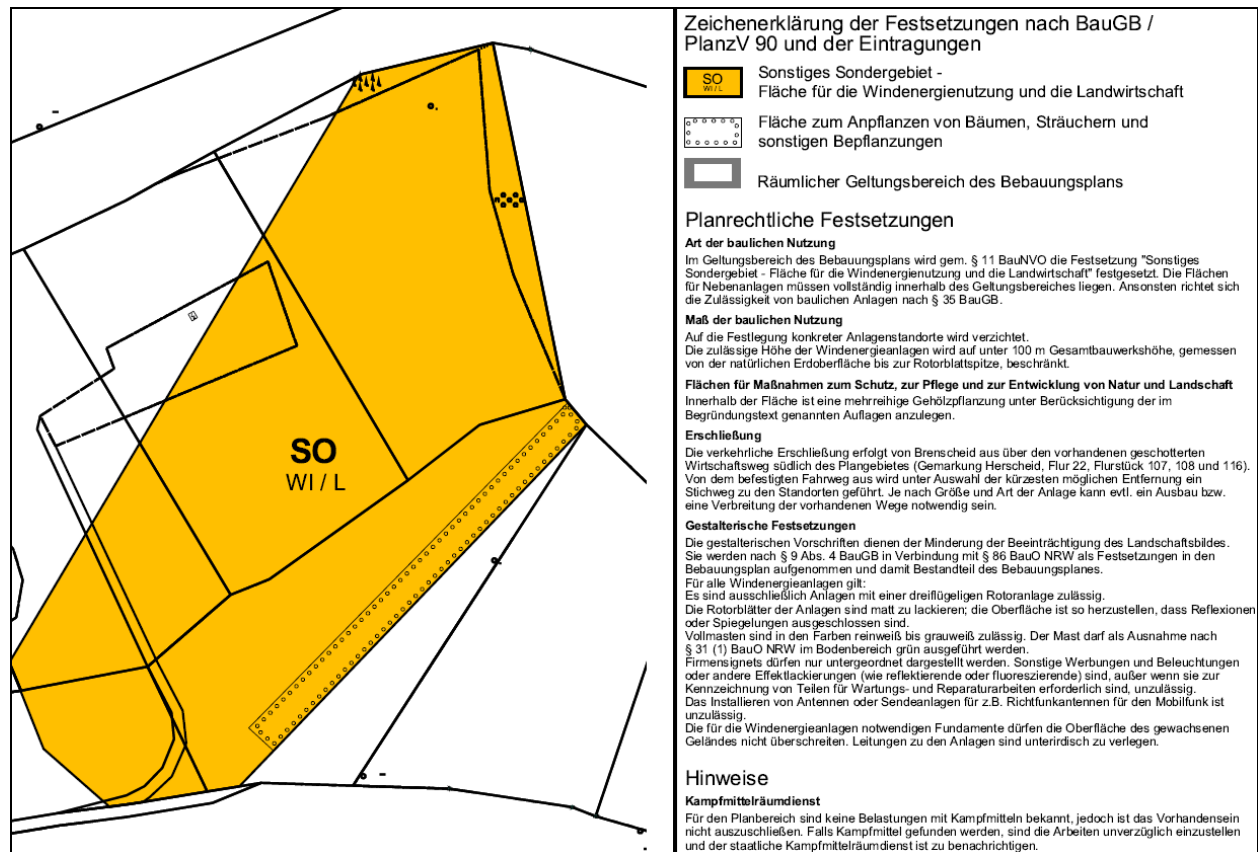 SO
WI / L
Zeichenerklärung der Festsetzungen nach BauGB /
PlanzV 90 und der Eintragungen
SO
WI / L
Sonstiges Sondergebiet -
Fläche für die Windenergienutzung und die Landwirtschaft
Fläche zum Anpflanzen von Bäumen, Sträuchern und
sonstigen Bepflanzungen
Räumlicher Geltungsbereich des Bebauungsplans
Planrechtliche Festsetzungen
Art der baulichen Nutzung
Im Geltungsbereich des Bebauungsplans wird gem. § 11 BauNVO die Festsetzung "Sonstiges
Sondergebiet - Fläche für die Windenergienutzung und die Landwirtschaft" festgesetzt. Die Flächen
für Nebenanlagen müssen vollständig innerhalb des Geltungsbereiches liegen. Ansonsten richtet sich
die Zulässigkeit von baulichen Anlagen nach § 35 BauGB.
Maß der baulichen Nutzung
Auf die Festlegung konkreter Anlagenstandorte wird verzichtet.
Die zulässige Höhe der Windenergieanlagen wird auf unter 100 m Gesamtbauwerkshöhe, gemessen
von der natürlichen Erdoberfläche bis zur Rotorblattspitze, beschränkt.
Flächen für Maßnahmen zum Schutz, zur Pflege und zur Entwicklung von Natur und Landschaft
Innerhalb der Fläche ist eine mehrreihige Gehölzpflanzung unter Berücksichtigung der im
Begründungstext genannten Auflagen anzulegen.
Erschließung
Die verkehrliche Erschließung erfolgt von Brenscheid aus über den vorhandenen geschotterten
Wirtschaftsweg südlich des Plangebietes (Gemarkung Herscheid, Flur 22, Flurstück 107, 108 und 116).
Von dem befestigten Fahrweg aus wird unter Auswahl der kürzesten möglichen Entfernung ein
Stichweg zu den Standorten geführt. Je nach Größe und Art der Anlage kann evtl. ein Ausbau bzw.
eine Verbreitung der vorhandenen Wege notwendig sein.
Gestalterische Festsetzungen
Die gestalterischen Vorschriften dienen der Minderung der Beeinträchtigung des Landschaftsbildes.
Sie werden nach § 9 Abs. 4 BauGB in Verbindung mit § 86 BauO NRW als Festsetzungen in den
Bebauungsplan aufgenommen und damit Bestandteil des Bebauungsplanes.
Für alle Windenergieanlagen gilt:
Es sind ausschließlich Anlagen mit einer dreiflügeligen Rotoranlage zulässig.
Die Rotorblätter der Anlagen sind matt zu lackieren; die Oberfläche ist so herzustellen, dass Reflexionen
oder Spiegelungen ausgeschlossen sind.
Vollmasten sind in den Farben reinweiß bis grauweiß zulässig. Der Mast darf als Ausnahme nach
§ 31 (1) BauO NRW im Bodenbereich grün ausgeführt werden.
Firmensignets dürfen nur untergeordnet dargestellt werden. Sonstige Werbungen und Beleuchtungen
oder andere Effektlackierungen (wie reflektierende oder fluoreszierende) sind, außer wenn sie zur
Kennzeichnung von Teilen für Wartungs- und Reparaturarbeiten erforderlich sind, unzulässig.
Das Installieren von Antennen oder Sendeanlagen für z.B. Richtfunkantennen für den Mobilfunk ist
unzulässig.
Die für die Windenergieanlagen notwendigen Fundamente dürfen die Oberfläche des gewachsenen
Geländes nicht überschreiten. Leitungen zu den Anlagen sind unterirdisch zu verlegen.
Hinweise
Kampfmittelräumdienst
Für den Planbereich sind keine Belastungen mit Kampfmitteln bekannt, jedoch ist das Vorhandensein
nicht auszuschließen. Falls Kampfmittel gefunden werden, sind die Arbeiten unverzüglich einzustellen
und der staatliche Kampfmittelräumdienst ist zu benachrichtigen.